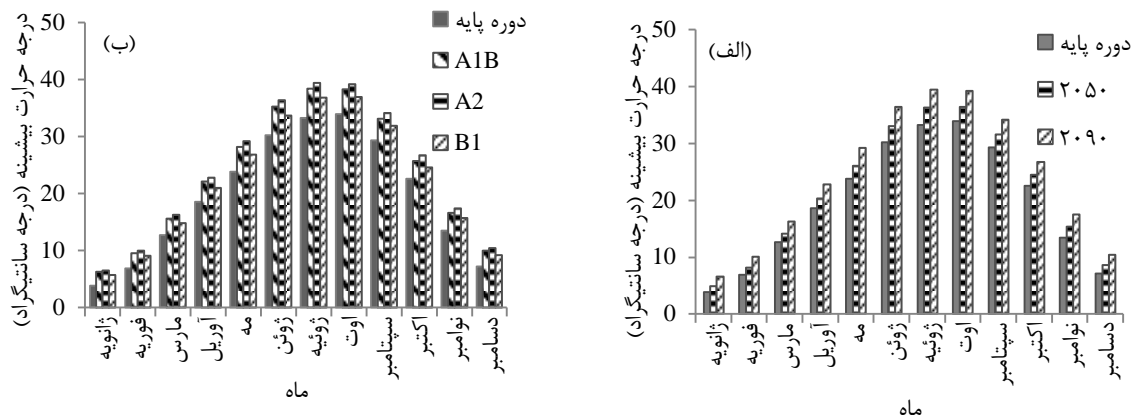 (الف)
دوره پایه
۲۰۵۰
۲۰۹۰
درجه حرارت بیشینه (درجه سانتیگراد)
50
40
30
20
10
0
ژانویه
فوریه
مارس
آوریل
مه
ژوئن
ژوئیه
اوت
سپتامبر
اکتبر
نوامبر
دسامبر
ماه
(ب)
دوره پایه
A1B
A2
B1
درجه حرارت بیشینه (درجه سانتیگراد)
50
40
30
20
10
0
ژانویه
فوریه
مارس
آوریل
مه
ژوئن
ژوئیه
اوت
سپتامبر
اکتبر
نوامبر
دسامبر
ماه